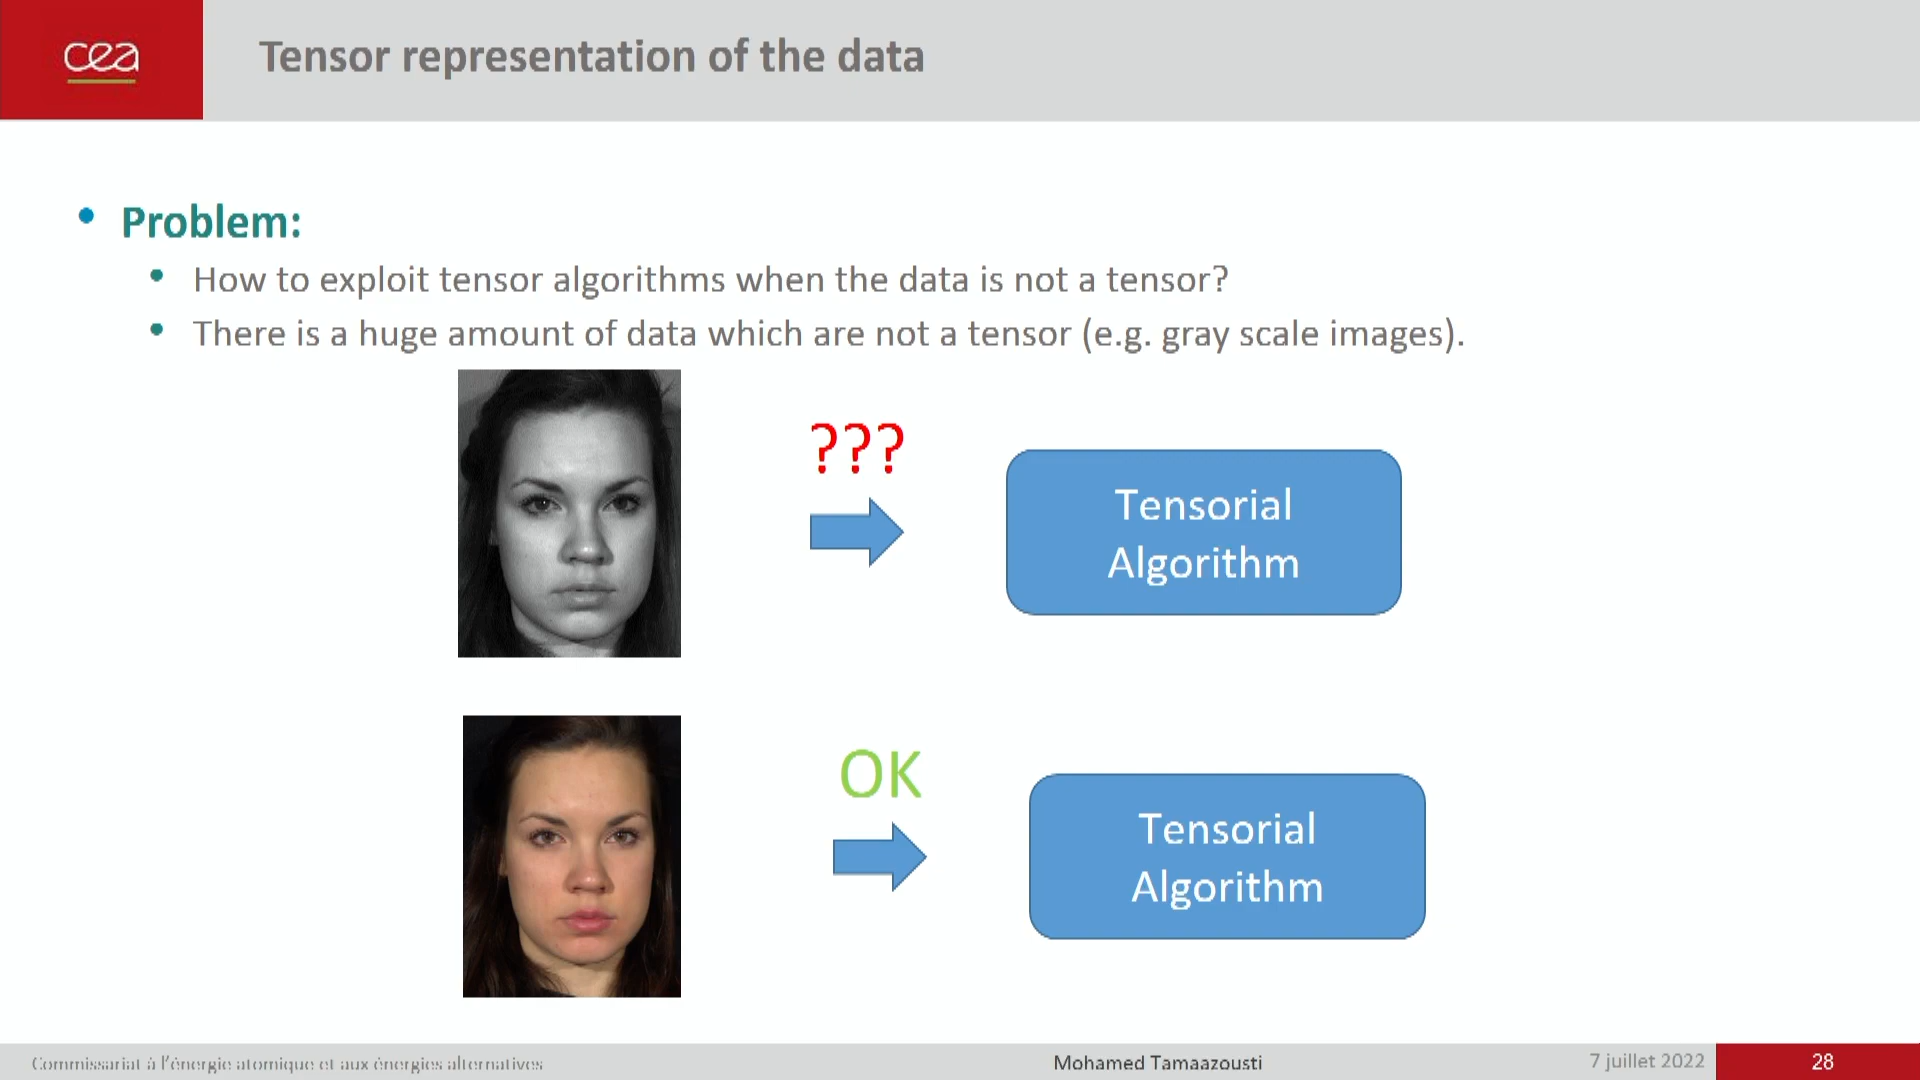 cea
Tensor representation of the data
Problem:
How to exploit tensor algorithms when the data is not a tensor?
There is a huge amount of data which are not a tensor (e.g. gray scale images).
???
Tensorial
Algorithm
OK
Tensorial
Algorithm
Commissariat à l'énergie atomique et aux énergies alternatives
Mohamed Tamaazousti
7 juillet 2022
28